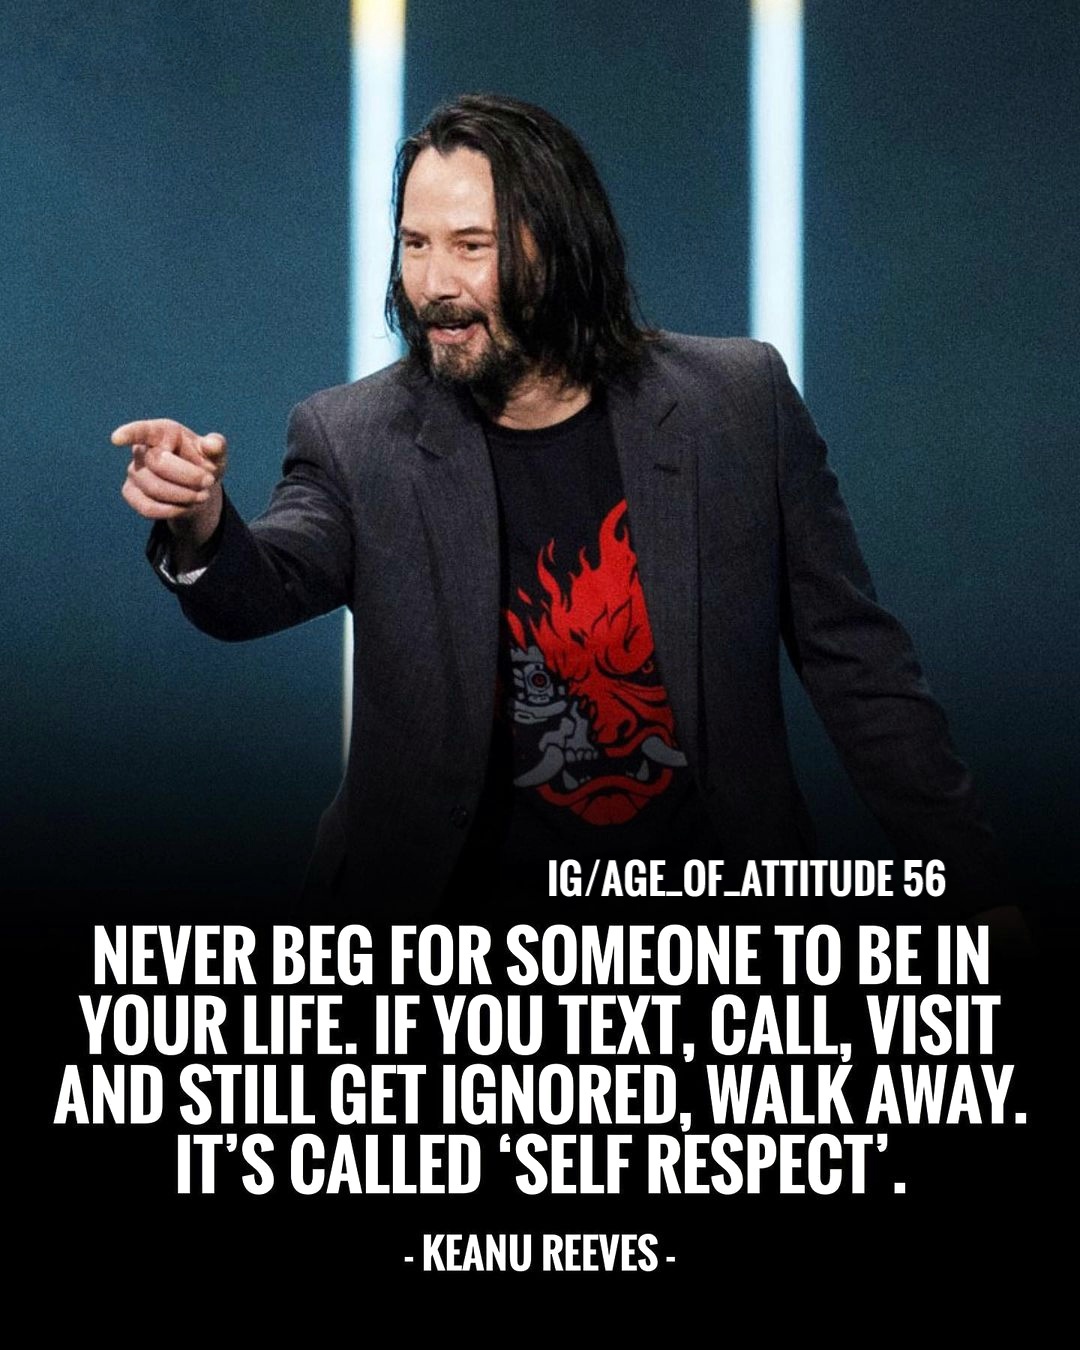 IG/AGE_OF_ATTITUDE 56
NEVER BEG FOR SOMEONE TO BE IN
YOUR LIFE. IF YOU TEXT, CALL, VISIT
AND STILL GET IGNORED, WALK AWAY.
IT’S CALLED ‘SELF RESPECT’.
- KEANU REEVES -